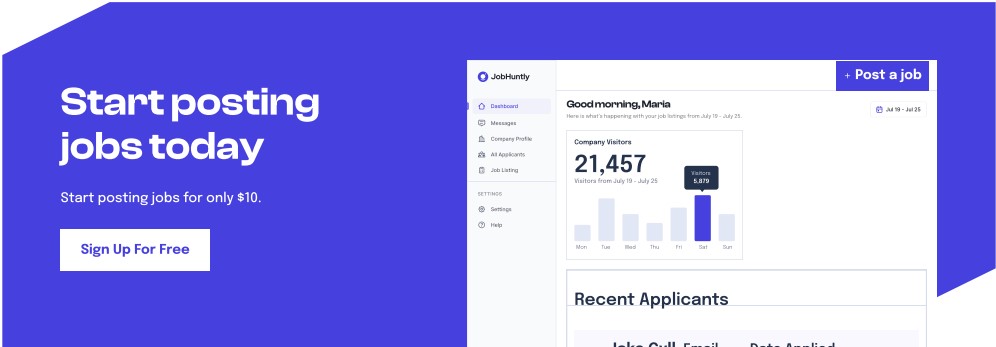 Start posting
jobs today
Start posting jobs for only $10.
Sign Up For Free
JobHuntly
Dashboard
Messages
Company Profile
All Applicants
Job Listing
SETTINGS
Settings
Help
+ Post a job
Good morning, Maria
Here is what's happening with your job listings from July 19 - July 25.
Jul 19 - Jul 25
Company Visitors
21,457
Visitors from July 19 - July 25
Visitors
5,879
Mon Tue Wed Thu Fri Sat Sun
Recent Applicants
Email Date Applied